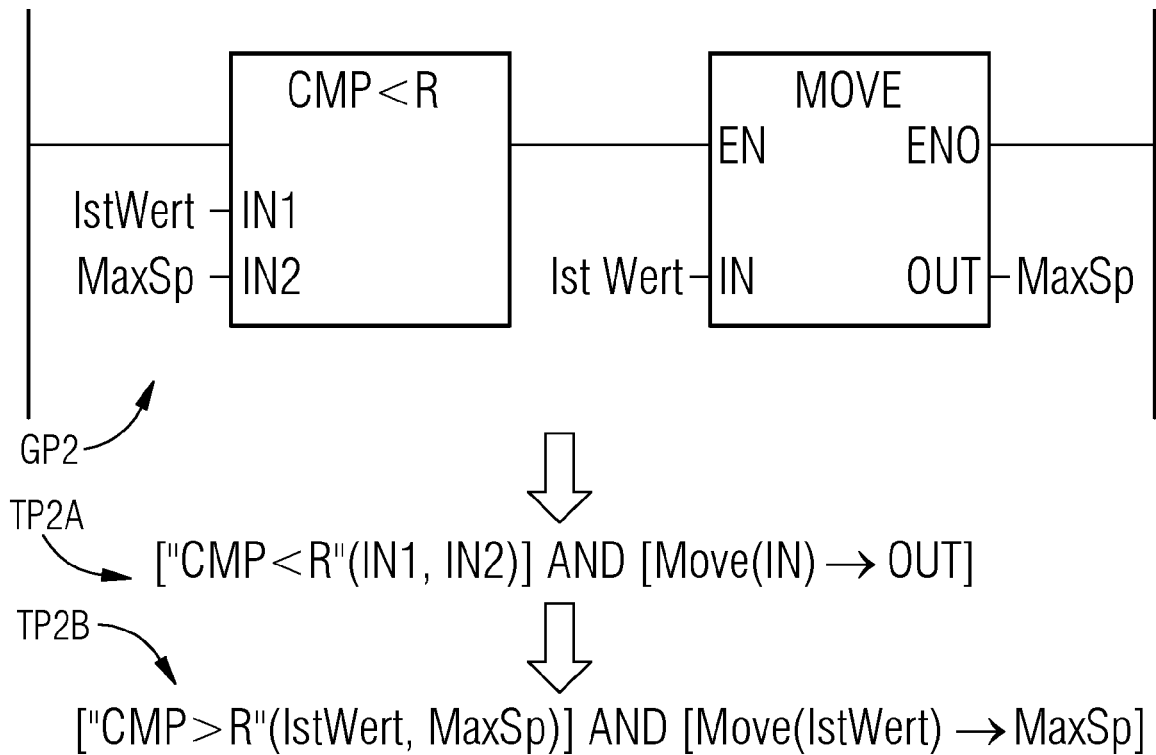 CMP<R
MOVE
EN ENO
IstWert IN1
MaxSp IN2
Ist Wert IN OUT MaxSp
GP2
TP2A
["CMP<R"(IN1, IN2)] AND [Move(IN) → OUT]
TP2B
["CMP>R"(IstWert, MaxSp)] AND [Move(IstWert) → MaxSp]